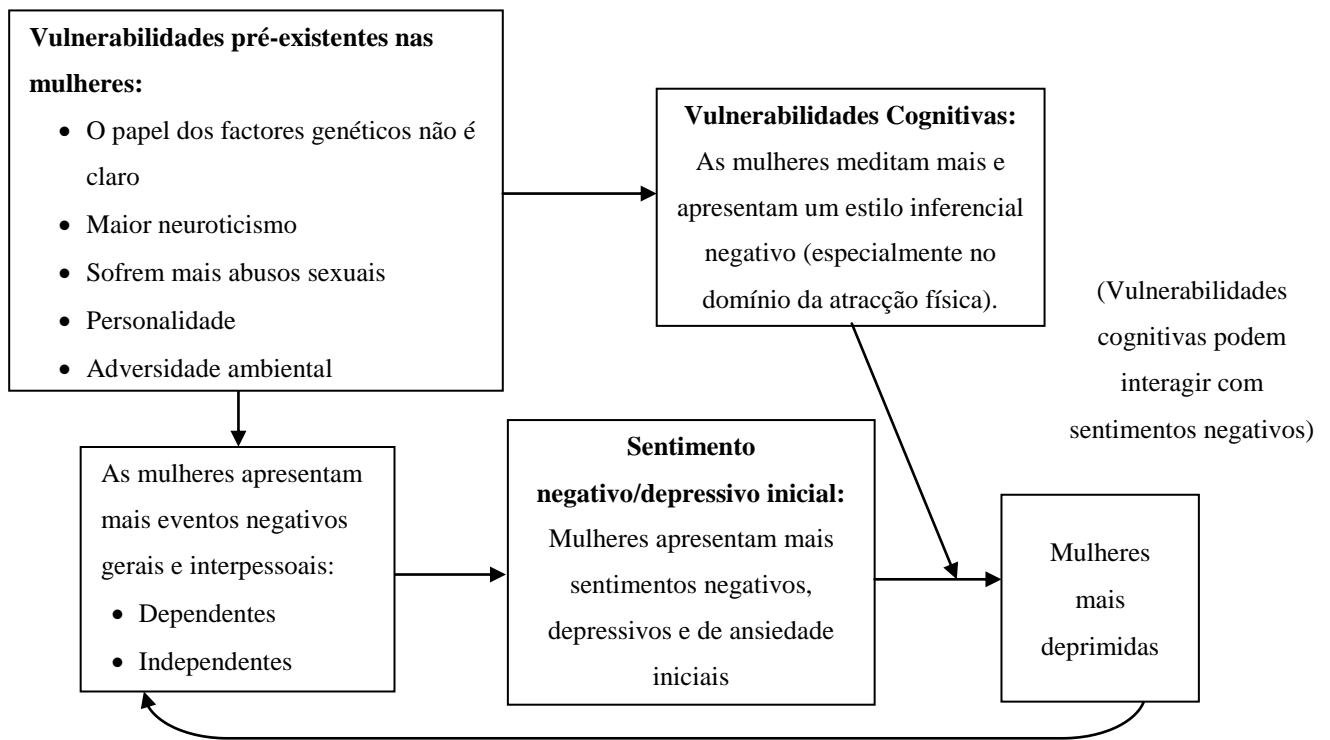 Vulnerabilidades pré-existentes nas
mulheres:
• O papel dos factores genéticos não é
claro
• Maior neuroticismo
• Sofrem mais abusos sexuais
• Personalidade
• Adversidade ambiental
Vulnerabilidades Cognitivas:
As mulheres meditam mais e
apresentam um estilo inferencial
negativo (especialmente no
domínio da atracção física).
(Vulnerabilidades
cognitivas podem
interagir com
sentimentos negativos)
As mulheres apresentam
mais eventos negativos
gerais e interpessoais:
• Dependentes
• Independentes
Sentimento
negativo/depressivo inicial:
Mulheres apresentam mais
sentimentos negativos,
depressivos e de ansiedade
iniciais
Mulheres
mais
deprimidas